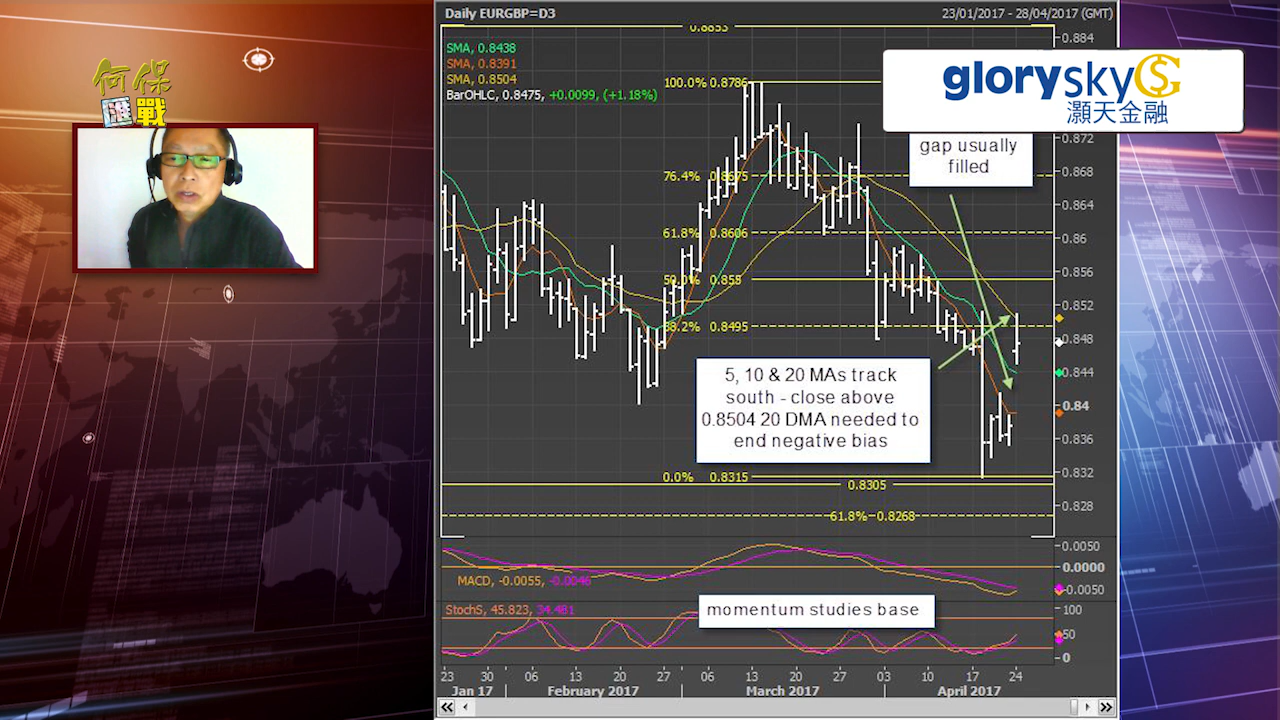 何保
匯戰
Daily EURGBP=D3
23/01/2017 - 28/04/2017 (GMT)
SMA, 0.8438
SMA, 0.8391
SMA, 0.8504
BarOHLC, 0.8475, +0.0099, (+1.18%)
0.8853
100.0% 0.8786
76.4% 0.8675
61.8% 0.8606
50.0% 0.855
38.2% 0.8495
0.0% 0.8315
0.8305
61.8% 0.8268
glorysky
灝天金融
gap usually
filled
5, 10 & 20 MAs track
south - close above
0.8504 20 DMA needed to
end negative bias
0.884
0.872
0.868
0.864
0.86
0.856
0.852
0.848
0.844
0.84
0.836
0.832
0.828
MACD, -0.0055, -0.0046
0.0050
0.0000
-0.0050
StochS, 45.823, 34.481
momentum studies base
100
50
0
23 30 06 13 20 27 06 13 20 27 03 10 17 24
Jan 17 February 2017 March 2017 April 2017